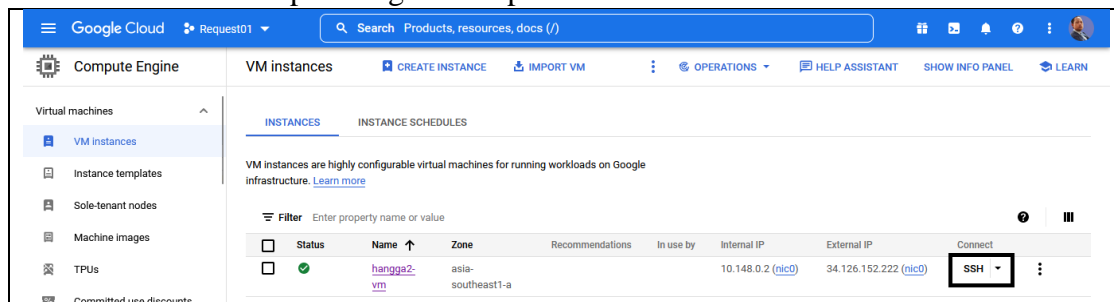 Google Cloud Request01 Search Products, resources, docs (/)
Compute Engine VM instances CREATE INSTANCE IMPORT VM OPERATIONS HELP ASSISTANT SHOW INFO PANEL LEARN
Virtual machines
INSTANCES INSTANCE SCHEDULES
VM instances
VM instances are highly configurable virtual machines for running workloads on Google
Instance templates
infrastructure. Learn more
Sole-tenant nodes
Filter Enter property name or value
Machine images
Status Name Zone Recommendations In use by Internal IP External IP Connect
TPUs
hangga2- asia- 10.148.0.2 (nic0) 34.126.152.222 (nic0) SSH
vm southeast1-a
Committed use discounts